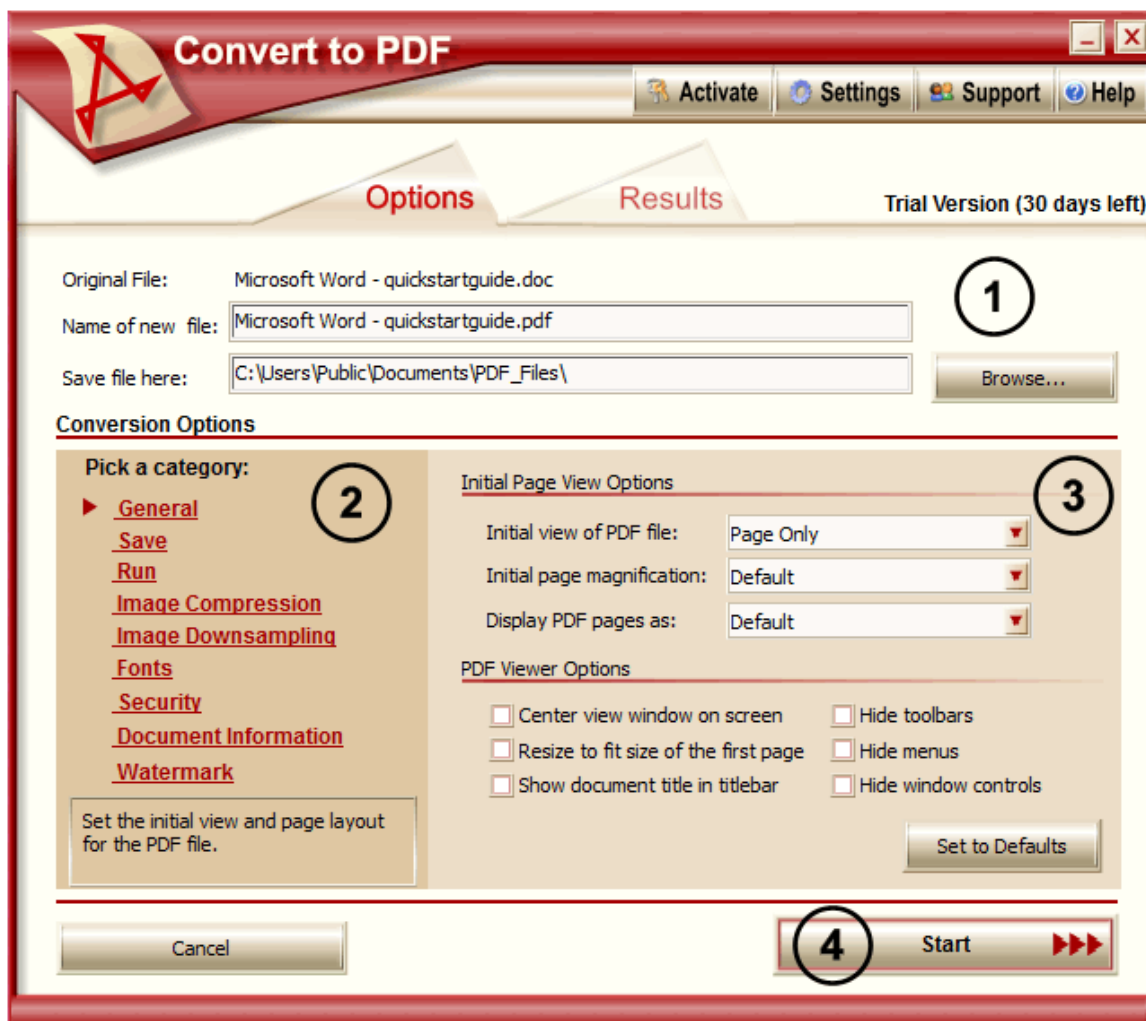 Convert to PDF
Activate Settings Support Help
Options Results
Trial Version (30 days left)
Original File: Microsoft Word - quickstartguide.doc
1
Name of new file: Microsoft Word - quickstartguide.pdf
Save file here: C:\Users\Public\Documents\PDF_Files\ Browse...
Conversion Options
Pick a category:
2
General
Save
Run
Image Compression
Image Downsampling
Fonts
Security
Document Information
Watermark
Set the initial view and page layout
for the PDF file.
Initial Page View Options
3
Initial view of PDF file: Page Only
Initial page magnification: Default
Display PDF pages as: Default
PDF Viewer Options
Center view window on screen Hide toolbars
Resize to fit size of the first page Hide menus
Show document title in titlebar Hide window controls
Set to Defaults
Cancel 4 Start